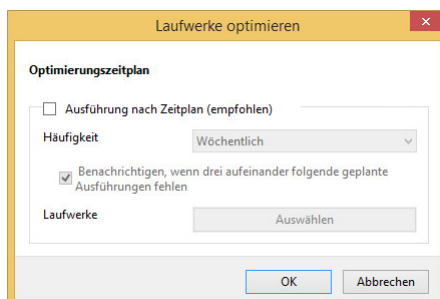 Laufwerke optimieren
Optimierungszeitplan
Ausführung nach Zeitplan (empfohlen)
Häufigkeit
Wöchentlich
Benachrichtigen, wenn drei aufeinander folgende geplante
Ausführungen fehlen
Laufwerke
Auswählen
OK
Abbrechen